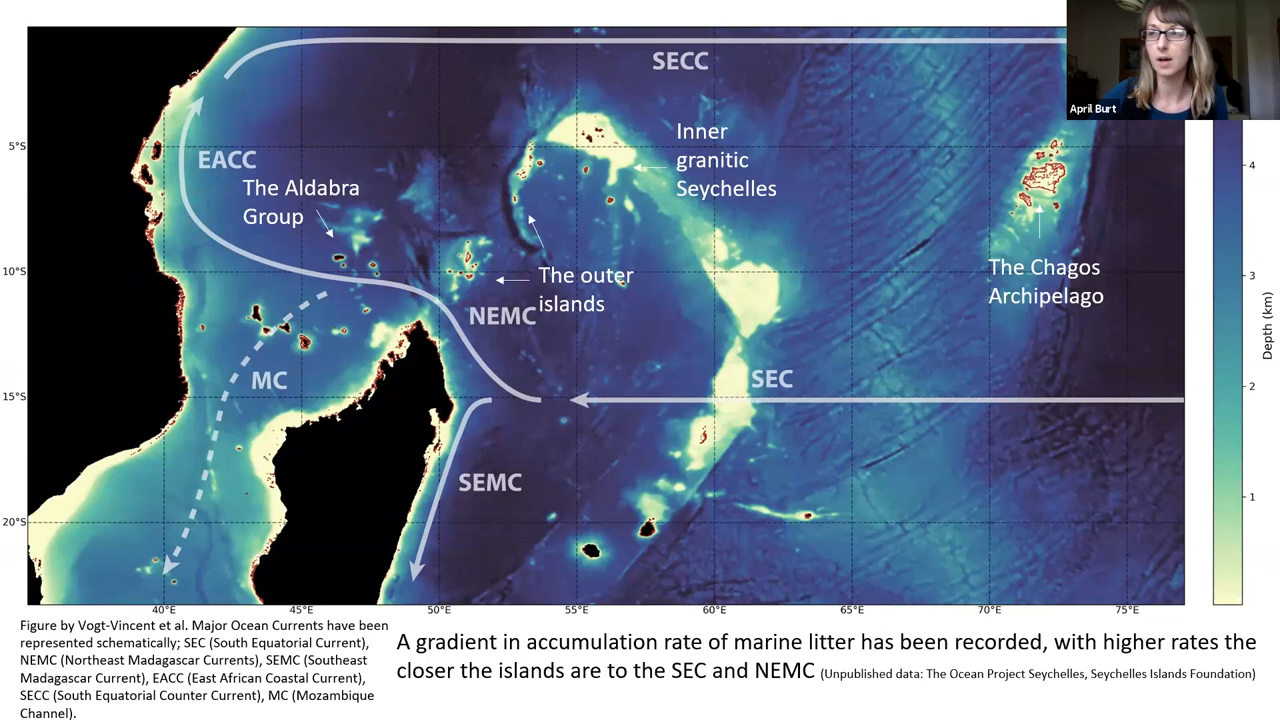 SECC
April Burt
Inner
granitic
Seychelles
5°S
EACC
4
The Aldabra
Group
10°S
The outer
islands
The Chagos
Archipelago
3
NEMC
Depth (km)
MC
SEC
2
15°S
SEMC
1
20°S
40°E 45°E 50°E 55°E 60°E 65°E 70°E 75°E
Figure by Vogt-Vincent et al. Major Ocean Currents have been
represented schematically; SEC (South Equatorial Current),
NEMC (Northeast Madagascar Currents), SEMC (Southeast
Madagascar Current), EACC (East African Coastal Current),
SECC (South Equatorial Counter Current), MC (Mozambique
Channel).
A gradient in accumulation rate of marine litter has been recorded, with higher rates the
closer the islands are to the SEC and NEMC (Unpublished data: The Ocean Project Seychelles, Seychelles Islands Foundation)